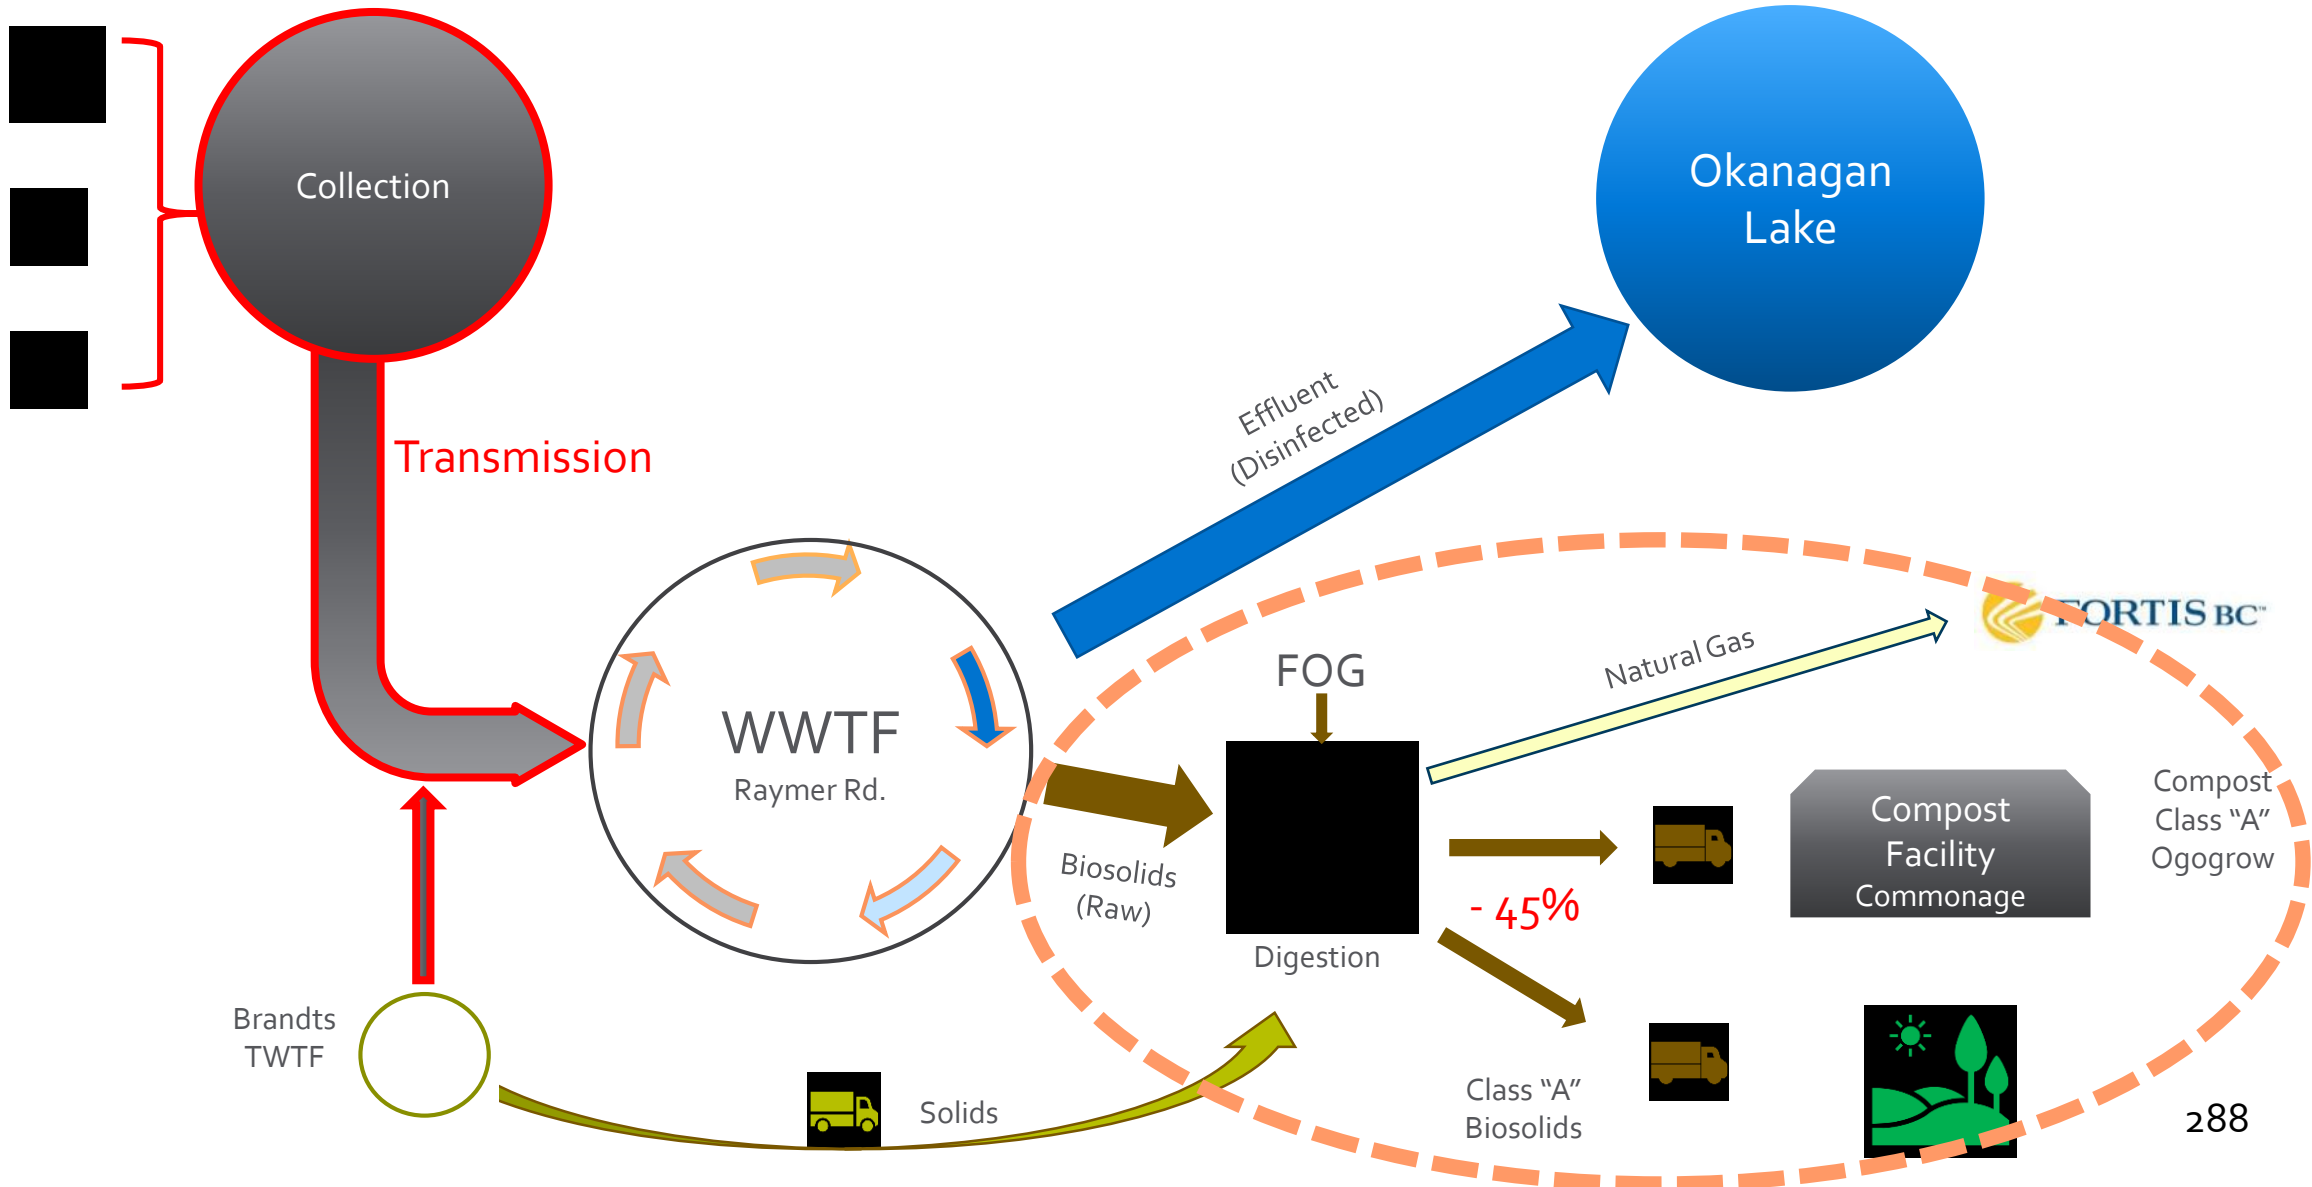 Collection
Okanagan
Lake
Transmission
Effluent
(Disinfected)
FORTIS BC™
Natural Gas
FOG
WWTF
Raymer Rd.
Biosolids
(Raw)
Digestion
- 45%
Compost
Facility
Commonage
Compost
Class “A”
Ogogrow
Brandts
TWTF
Solids
Class “A”
Biosolids
288